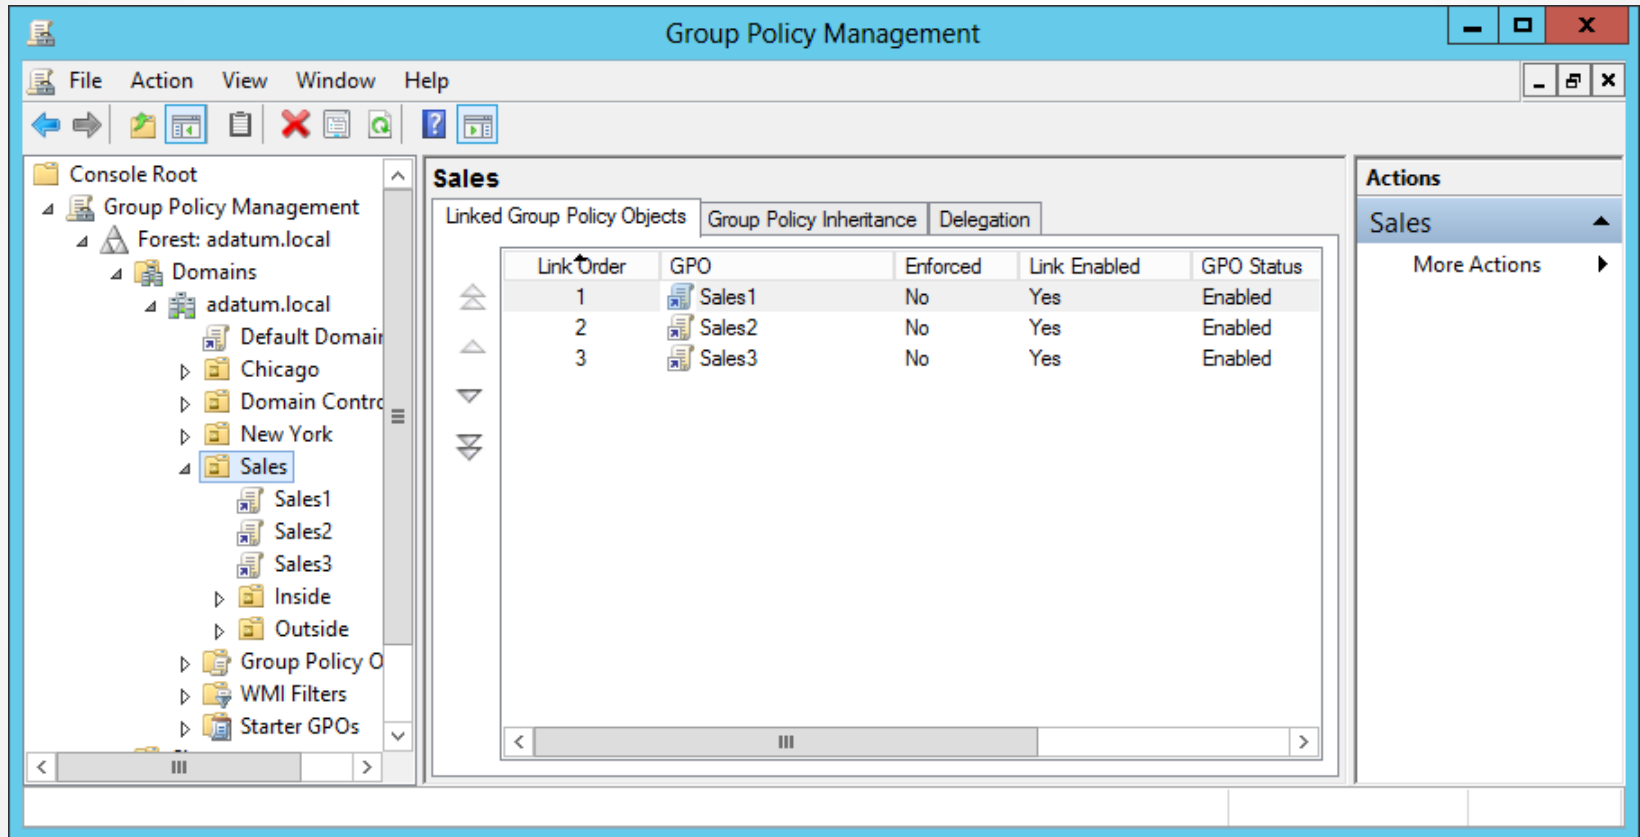 Group Policy Management
File Action View Window Help
Console Root
Group Policy Management
Forest: adatum.local
Domains
adatum.local
Default Domain
Chicago
Domain Contro
New York
Sales
Sales1
Sales2
Sales3
Inside
Outside
Group Policy O
WMI Filters
Starter GPOs
Sales
Linked Group Policy Objects Group Policy Inheritance Delegation
Link Order GPO Enforced Link Enabled GPO Status
1 Sales1 No Yes Enabled
2 Sales2 No Yes Enabled
3 Sales3 No Yes Enabled
Actions
Sales
More Actions